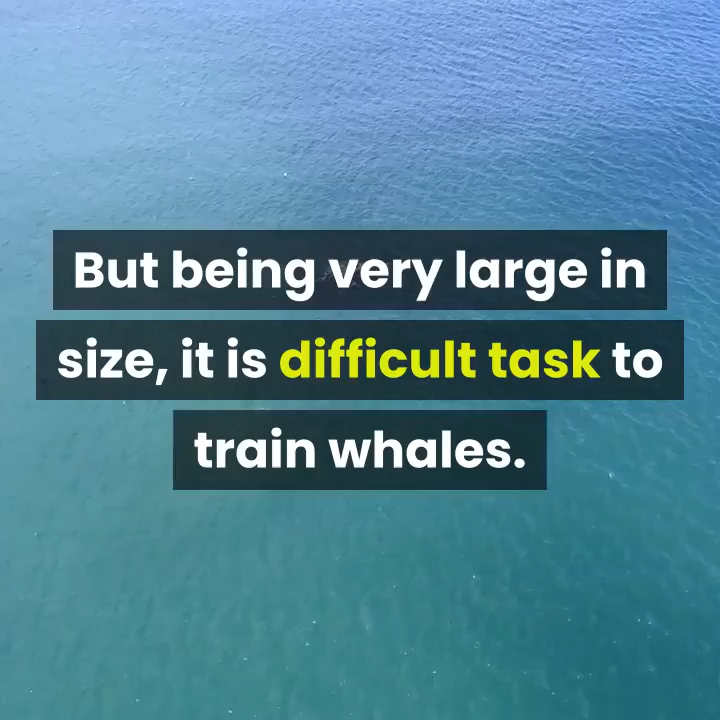 But being very large in
size, it is difficult task to
train whales.